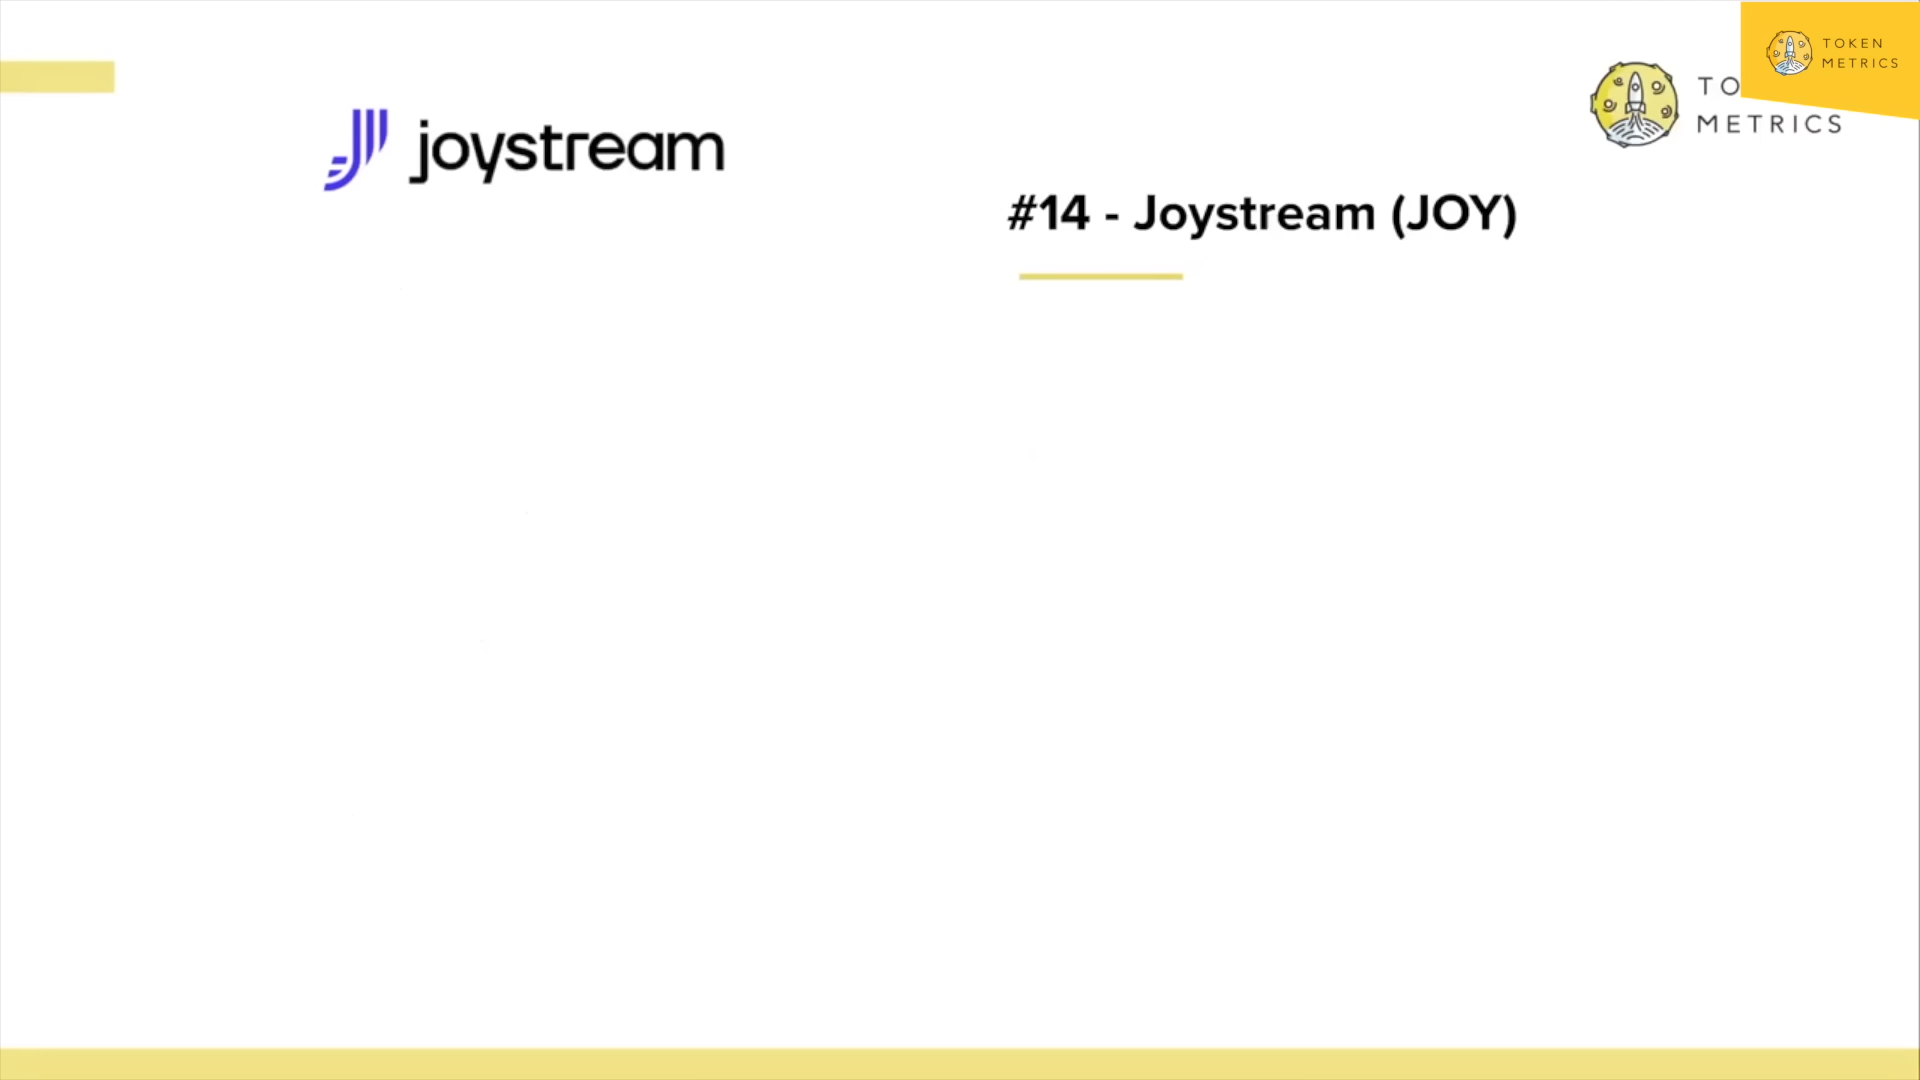 joystream
TO
METRICS
TOKEN
METRICS
#14 - Joystream (JOY)